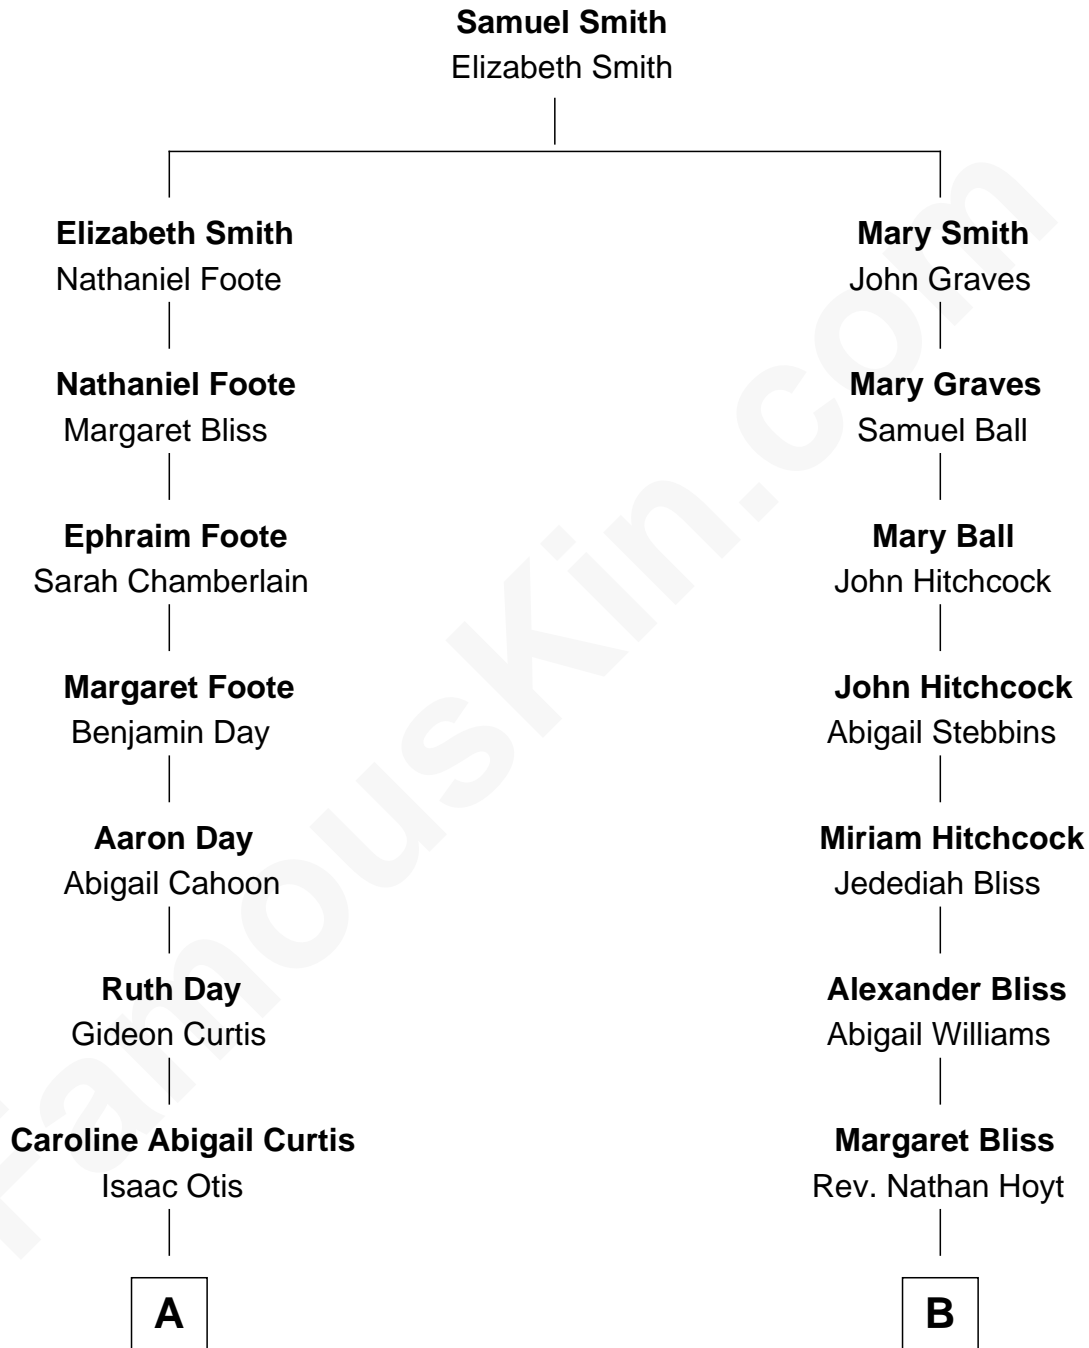 Samuel Smith
Elizabeth Smith
Elizabeth Smith
Nathaniel Foote
Mary Smith
John Graves
Nathaniel Foote
Margaret Bliss
Mary Graves
Samuel Ball
Ephraim Foote
Sarah Chamberlain
Mary Ball
John Hitchcock
Margaret Foote
Benjamin Day
John Hitchcock
Abigail Stebbins
Aaron Day
Abigail Cahoon
Miriam Hitchcock
Jedediah Bliss
Ruth Day
Gideon Curtis
Alexander Bliss
Abigail Williams
Caroline Abigail Curtis
Isaac Otis
Margaret Bliss
Rev. Nathan Hoyt
A
B
FamousKin.com